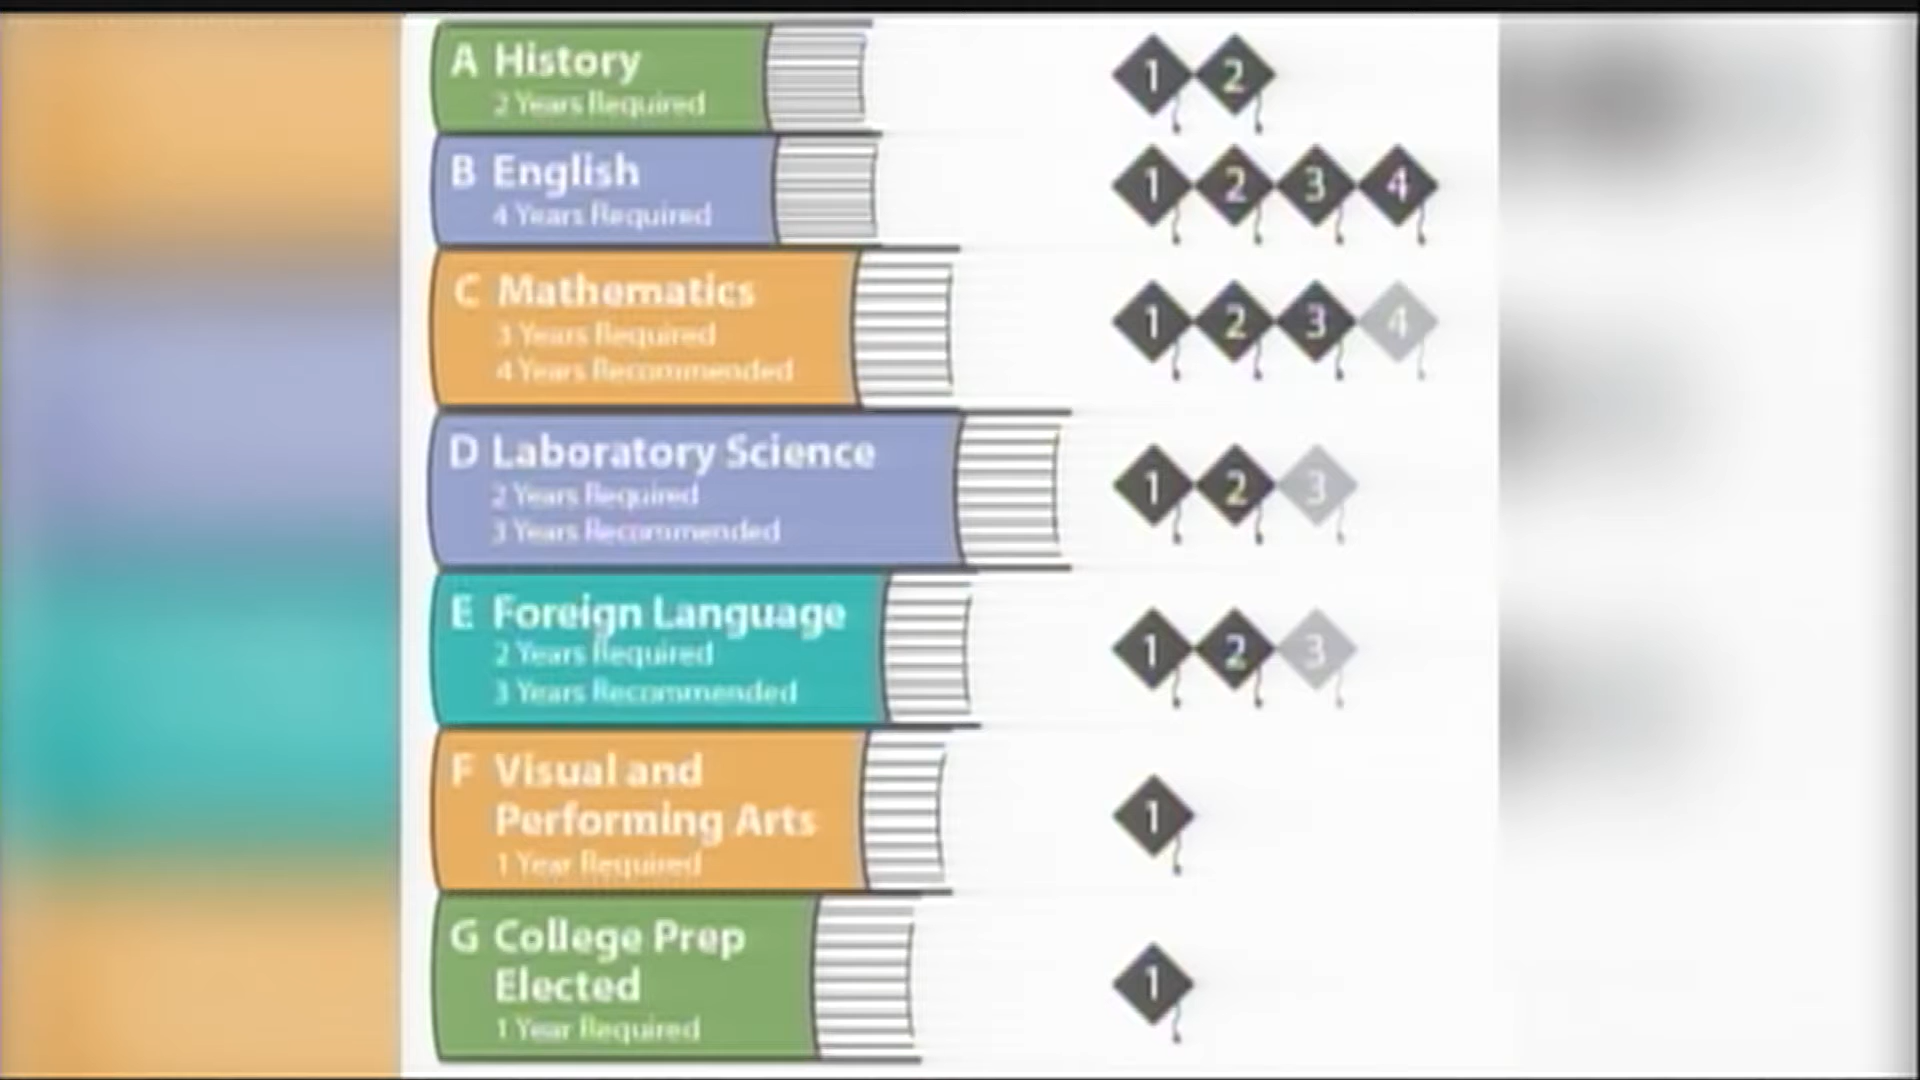 A History
2 Years Required
1 2
B English
4 Years Required
1 2 3 4
C Mathematics
3 Years Required
4 Years Recommended
1 2 3 4
D Laboratory Science
2 Years Required
3 Years Recommended
1 2 3
E Foreign Language
2 Years Required
3 Years Recommended
1 2 3
F Visual and
Performing Arts
1 Year Required
1
G College Prep
Elected
1 Year Required
1